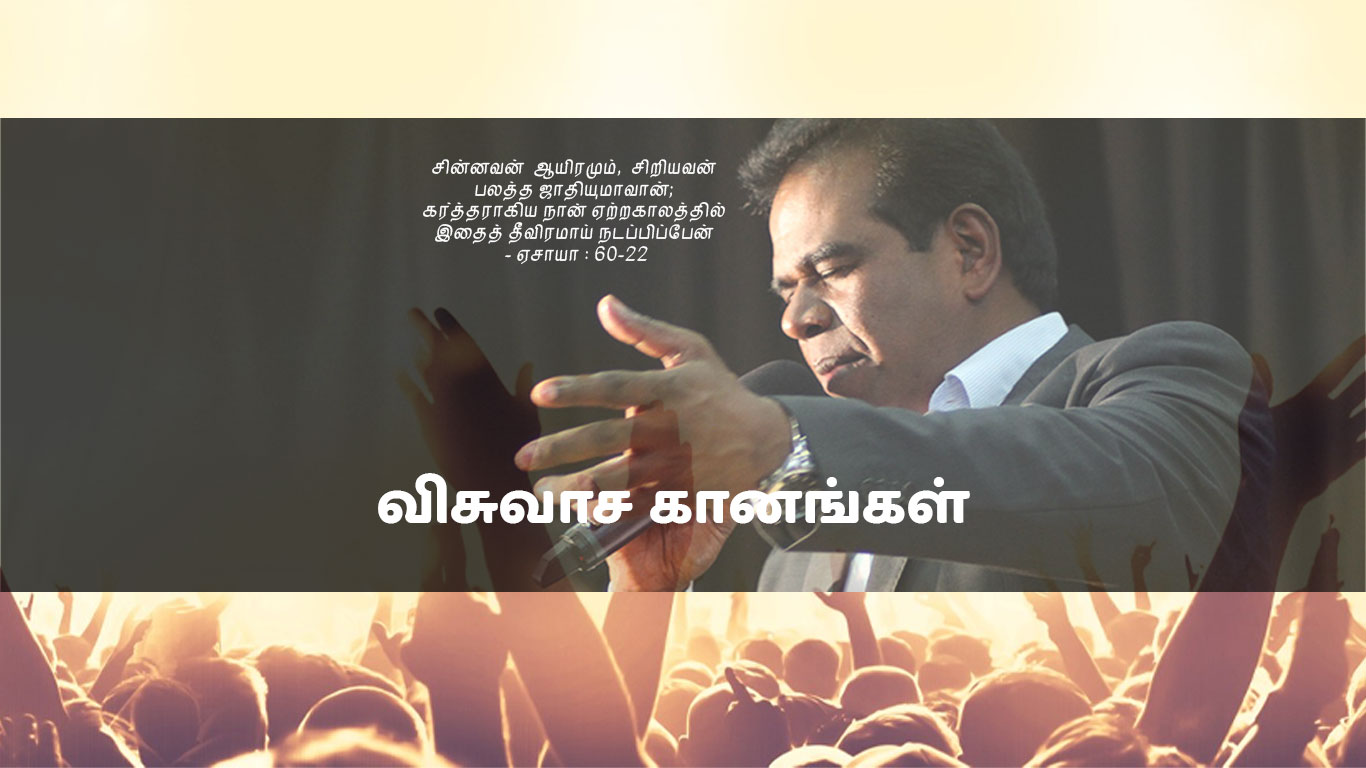 சின்னவன் ஆயிரமும், சிறியவன்
பலத்த ஜாதியுமாவான்;
கர்த்தராகிய நான் ஏற்றகாலத்தில்
இதைத் தீவிரமாய் நடப்பிப்பேன்
- ஏசாயா : 60-22
விசுவாச கானங்கள்